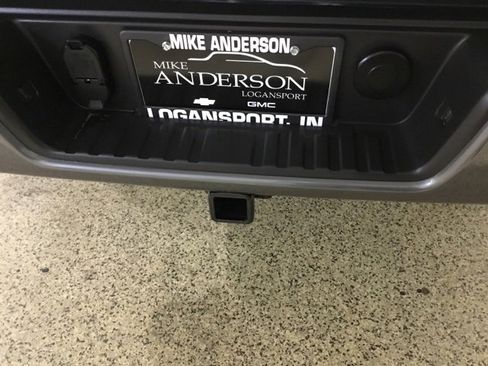 MIKE ANDERSON
MIKE
ANDERSON
LOGANSPORT
GMC
LOGANSPORT, IN